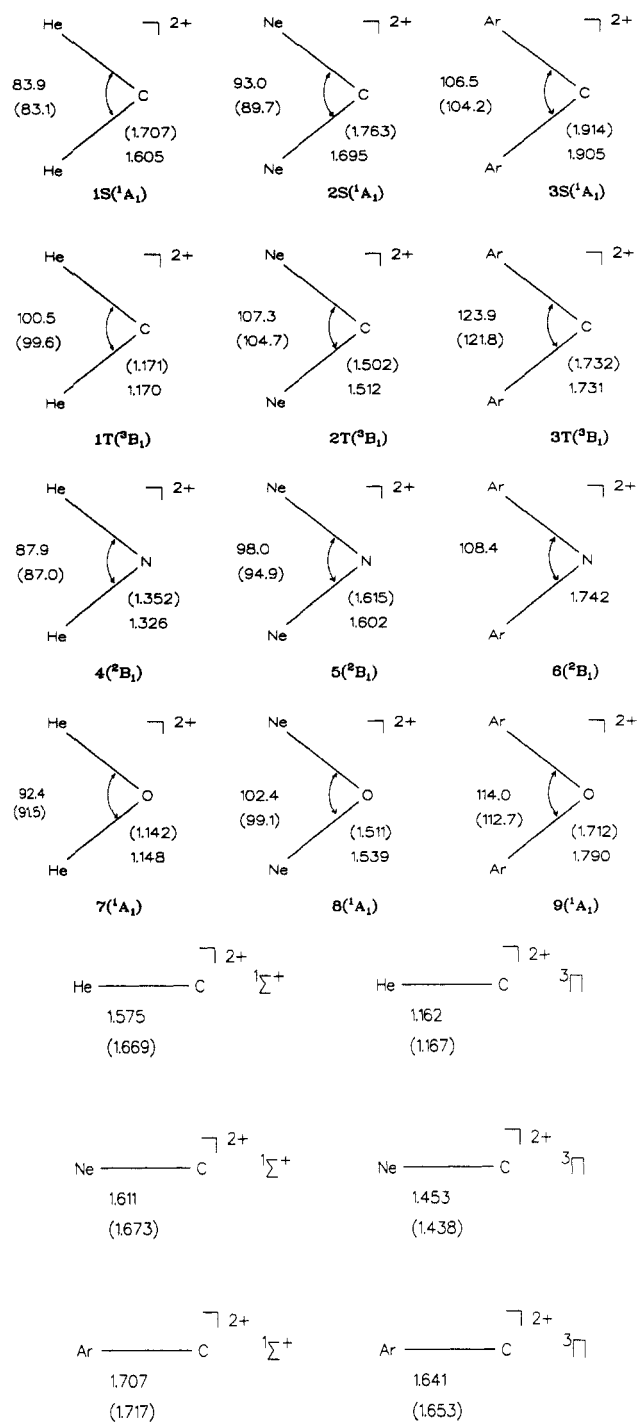 He ⌝ 2+ Ne ⌝ 2+ Ar ⌝ 2+
83.9 93.0 106.5
(83.1) C (89.7) C (104.2) C
(1.707) (1.763) (1.914)
1.605 1.695 1.905
He Ne Ar
1S(¹A₁) 2S(¹A₁) 3S(¹A₁)
He ⌝ 2+ Ne ⌝ 2+ Ar ⌝ 2+
100.5 107.3 123.9
(99.6) C (104.7) C (121.8) C
(1.171) (1.502) (1.732)
1.170 1.512 1.731
He Ne Ar
1T(³B₁) 2T(³B₁) 3T(³B₁)
He ⌝ 2+ Ne ⌝ 2+ Ar ⌝ 2+
87.9 98.0 108.4
(87.0) N (94.9) N N
(1.352) (1.615)
1.326 1.602 1.742
He Ne Ar
4(²B₁) 5(²B₁) 6(²B₁)
He ⌝ 2+ Ne ⌝ 2+ Ar ⌝ 2+
92.4 102.4 114.0
(91.5) O (99.1) O (112.7) O
(1.142) (1.511) (1.712)
1.148 1.539 1.790
He Ne Ar
7(¹A₁) 8(¹A₁) 9(¹A₁)
He C ⌝ 2+ ¹Σ⁺ He C ⌝ 2+ ³Π
1.575 1.162
(1.669) (1.167)
Ne C ⌝ 2+ ¹Σ⁺ Ne C ⌝ 2+ ³Π
1.611 1.453
(1.673) (1.438)
Ar C ⌝ 2+ ¹Σ⁺ Ar C ⌝ 2+ ³Π
1.707 1.641
(1.717) (1.653)